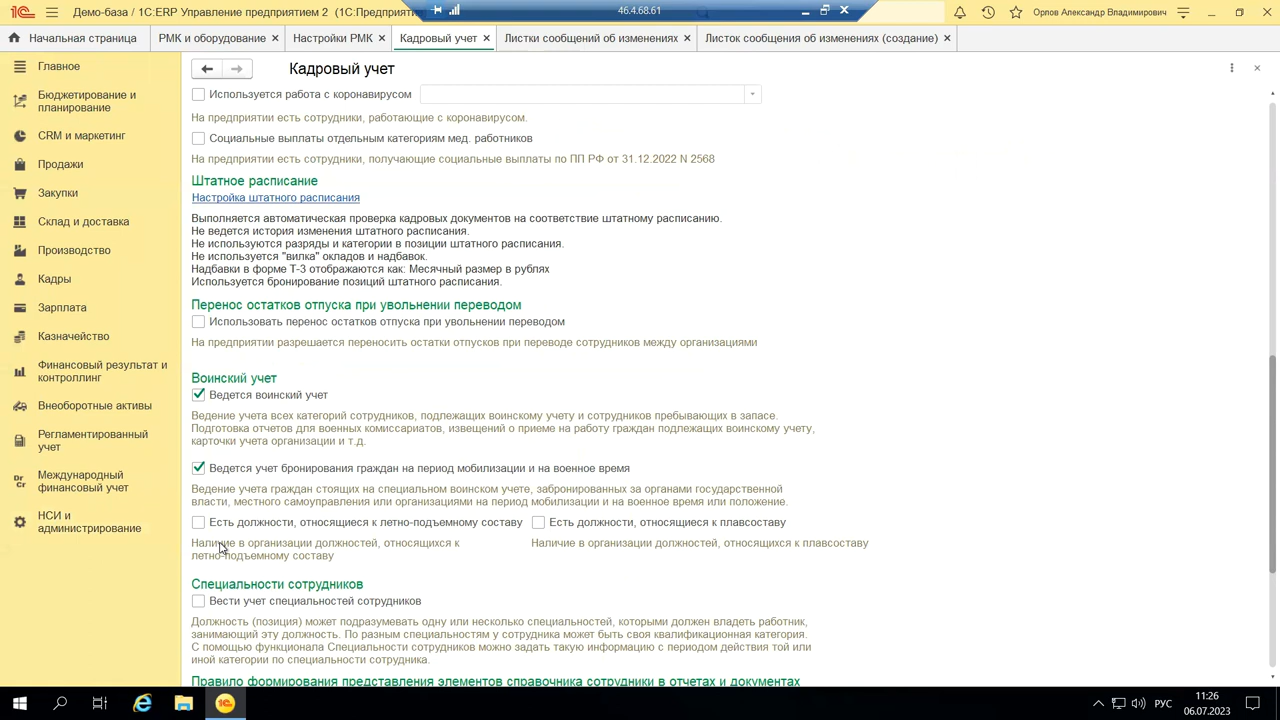 Демо-база / 1С:ERP Управление предприятием 2 (1С:Предприятие
46.4.68.61
Орлов Александр Владимирович
Начальная страница
РМК и оборудование
Настройки РМК
Кадровый учет
Листки сообщений об изменениях
Листок сообщения об изменениях (создание)
Главное
Бюджетирование и
планирование
CRM и маркетинг
Продажи
Закупки
Склад и доставка
Производство
Кадры
Зарплата
Казначейство
Финансовый результат и
контроллинг
Внеоборотные активы
Регламентированный
учет
Международный
финансовый учет
НСИ и
администрирование
Кадровый учет
Используется работа с коронавирусом
На предприятии есть сотрудники, работающие с коронавирусом.
Социальные выплаты отдельным категориям мед. работников
На предприятии есть сотрудники, получающие социальные выплаты по ПП РФ от 31.12.2022 N 2568
Штатное расписание
Настройка штатного расписания
Выполняется автоматическая проверка кадровых документов на соответствие штатному расписанию.
Не ведется история изменения штатного расписания.
Не используются разряды и категории в позиции штатного расписания.
Не используется "вилка" окладов и надбавок.
Надбавки в форме Т-3 отображаются как: Месячный размер в рублях
Используется бронирование позиций штатного расписания.
Перенос остатков отпуска при увольнении переводом
Использовать перенос остатков отпуска при увольнении переводом
На предприятии разрешается переносить остатки отпусков при переводе сотрудников между организациями
Воинский учет
Ведется воинский учет
Ведение учета всех категорий сотрудников, подлежащих воинскому учету и сотрудников пребывающих в запасе.
Подготовка отчетов для военных комиссариатов, извещений о приеме на работу граждан подлежащих воинскому учету,
карточки учета организации и т.д.
Ведется учет бронирования граждан на период мобилизации и на военное время
Ведение учета граждан стоящих на специальном воинском учете, забронированных за органами государственной
власти, местного самоуправления или организациями на период мобилизации и на военное время или положение.
Есть должности, относящиеся к летно-подъемному составу
Есть должности, относящиеся к плавсоставу
Наличие в организации должностей, относящихся к
летно-подъемному составу
Наличие в организации должностей, относящихся к плавсоставу
Специальности сотрудников
Вести учет специальностей сотрудников
Должность (позиция) может подразумевать одну или несколько специальностей, которыми должен владеть работник,
занимающий эту должность. По разным специальностям у сотрудника может быть своя квалификационная категория.
С помощью функционала Специальности сотрудников можно задать такую информацию с периодом действия той или
иной категории по специальности сотрудника.
Правило формирования представления элементов справочника сотрудники в отчетах и документах
РУС
11:26
06.07.2023